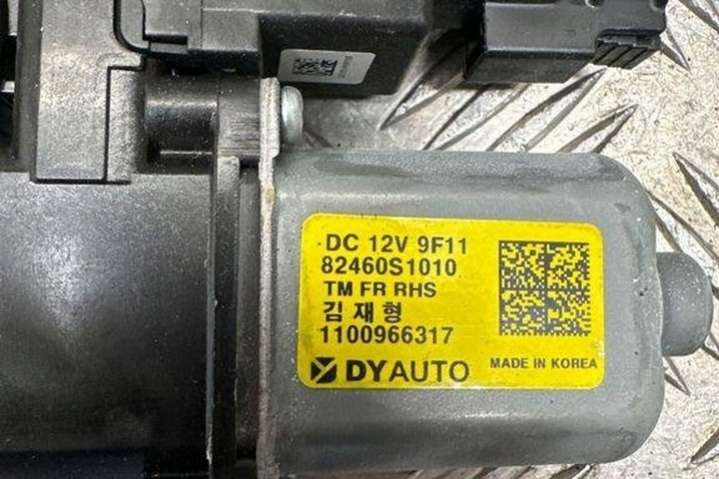 DC 12V 9F11
82460S1010
TM FR RHS
김재형
1100966317
DYAUTO
MADE IN KOREA